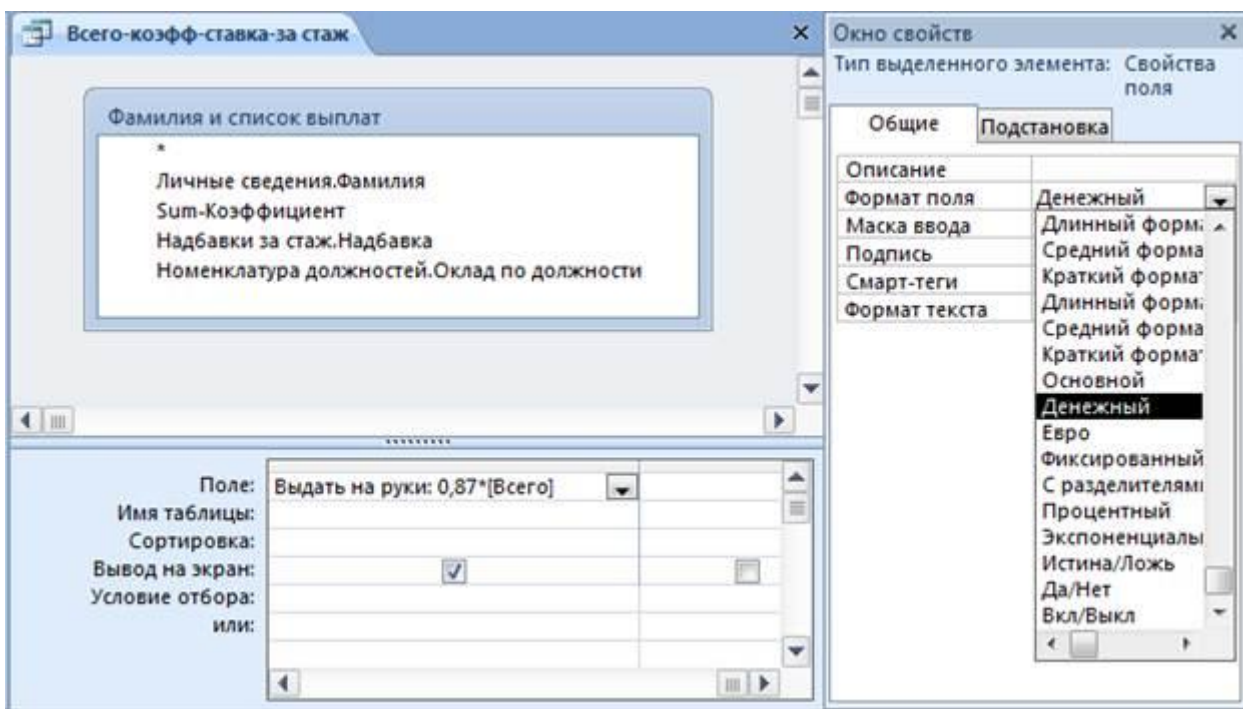 Всего-коэфф-ставка-за стаж
Фамилия и список выплат
*
Личные сведения.Фамилия
Sum-Коэффициент
Надбавки за стаж.Надбавка
Номенклатура должностей.Оклад по должности
Поле: Выдать на руки: 0,87*[Всего]
Имя таблицы:
Сортировка:
Вывод на экран:
Условие отбора:
или:
Окно свойств
Тип выделенного элемента: Свойства
поля
Общие Подстановка
Описание
Формат поля Денежный
Маска ввода
Подпись
Смарт-теги
Формат текста
Длинный форма
Средний форма
Краткий формат
Длинный форма
Средний форма
Краткий формат
Основной
Денежный
Евро
Фиксированный
С разделителями
Процентный
Экспоненциальн
Истина/Ложь
Да/Нет
Вкл/Выкл